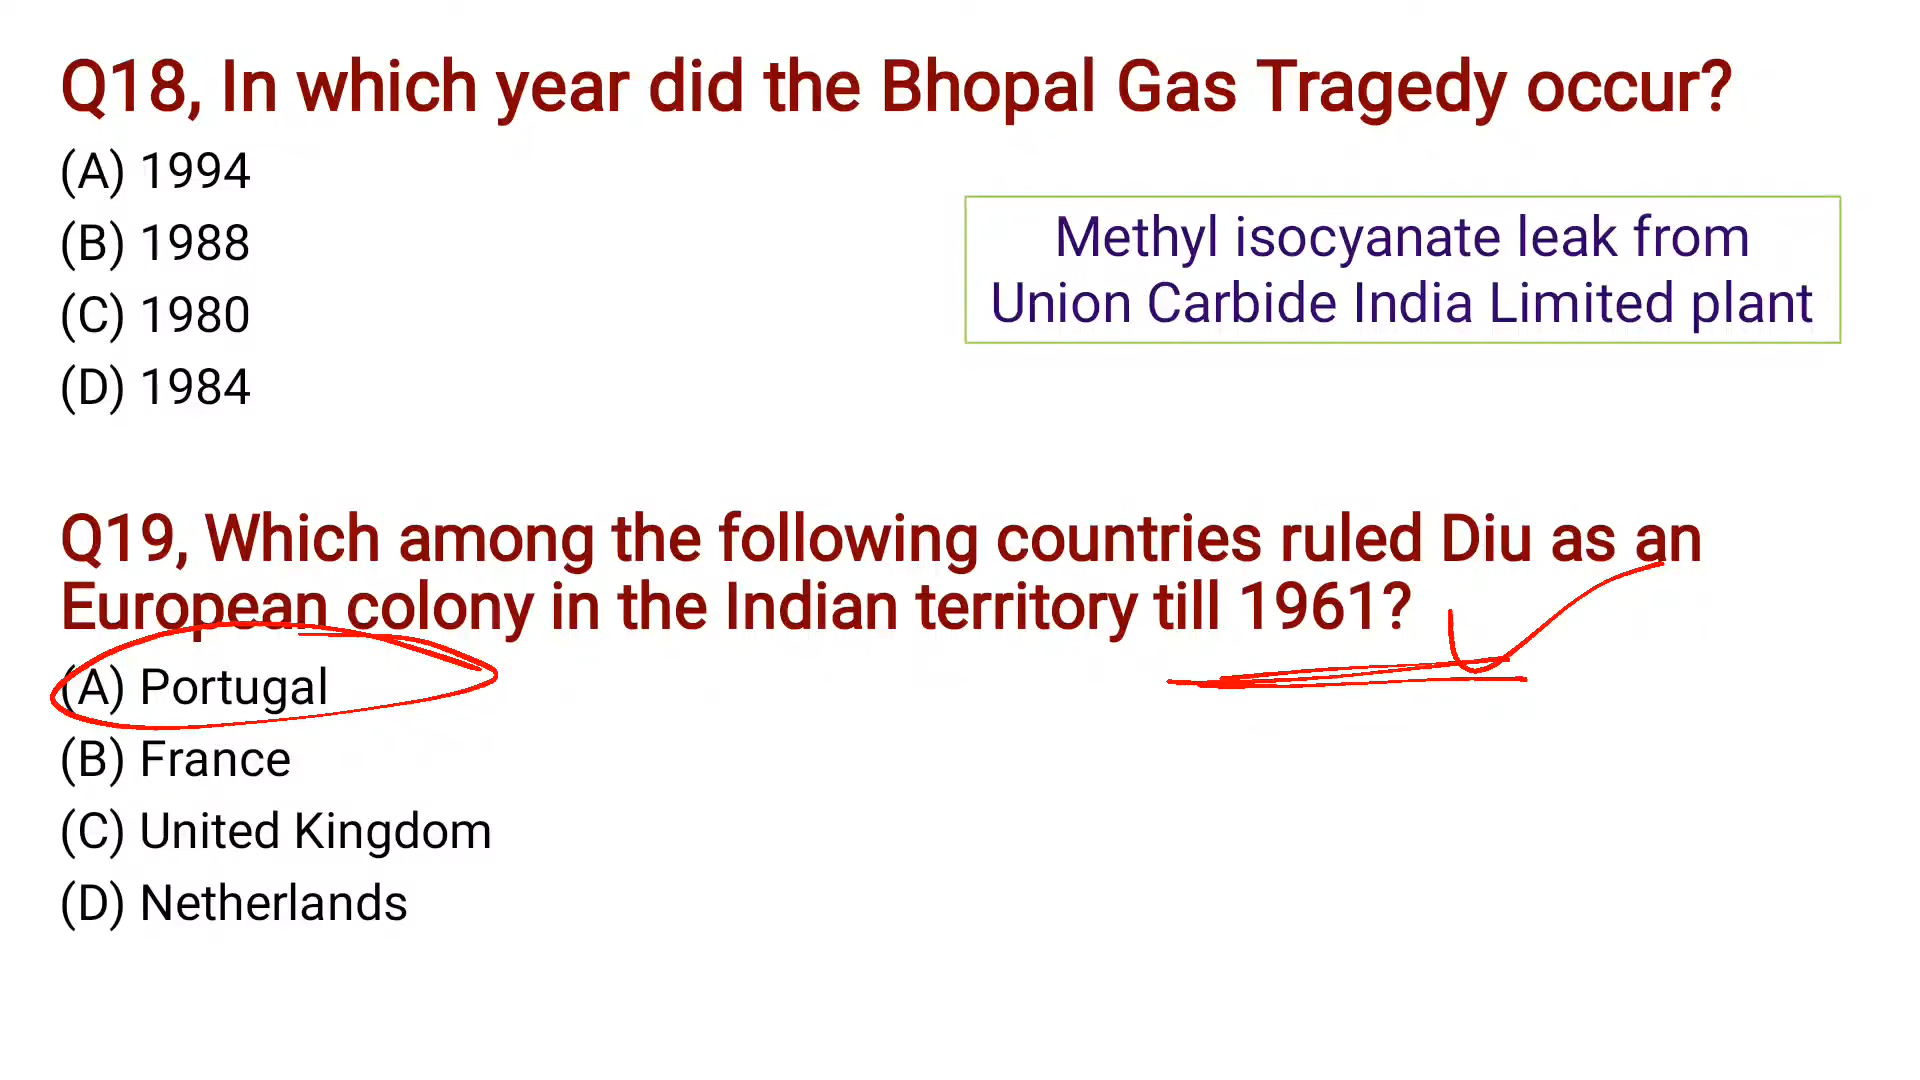 Q18, In which year did the Bhopal Gas Tragedy occur?
(A) 1994
(B) 1988
(C) 1980
(D) 1984
Methyl isocyanate leak from
Union Carbide India Limited plant
Q19, Which among the following countries ruled Diu as an
European colony in the Indian territory till 1961?
(A) Portugal
(B) France
(C) United Kingdom
(D) Netherlands